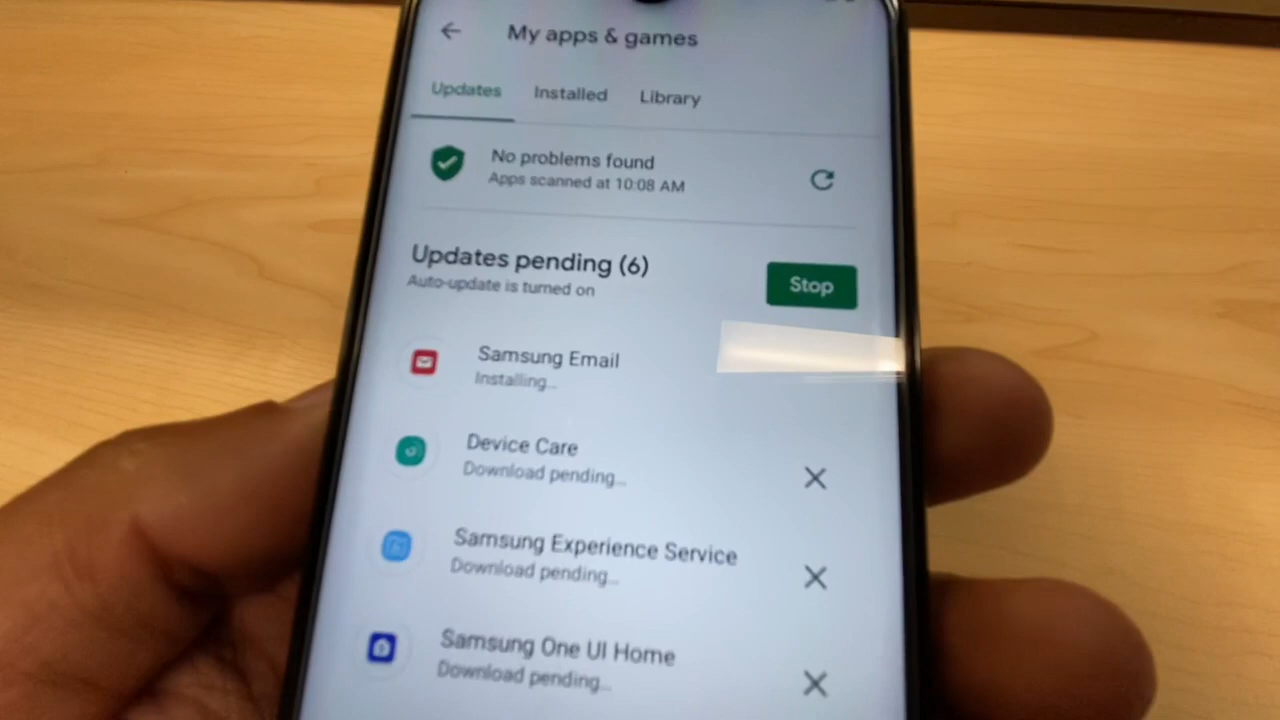 My apps & games
Updates Installed Library
No problems found
Apps scanned at 10:08 AM
Updates pending (6)
Auto-update is turned on
Stop
Samsung Email
Installing...
Device Care
Download pending...
Samsung Experience Service
Download pending...
Samsung One UI Home
Download pending...